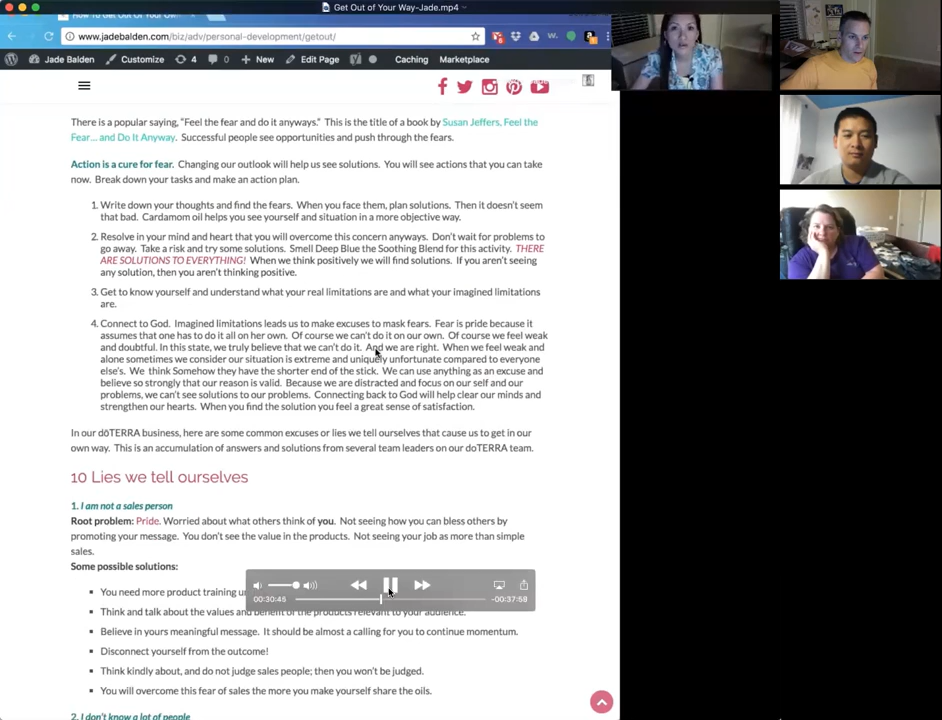 Get Out of Your Way-Jade.mp4
www.jadebalden.com/biz/adv/personal-development/getout/
Jade Balden Customize 4 0 New Edit Page Caching Marketplace
There is a popular saying, “Feel the fear and do it anyways.” This is the title of a book by Susan Jeffers, Feel the
Fear... and Do It Anyway. Successful people see opportunities and push through the fears.
Action is a cure for fear. Changing our outlook will help us see solutions. You will see actions that you can take
now. Break down your tasks and make an action plan.
1. Write down your thoughts and find the fears. When you face them, plan solutions. Then it doesn't seem
that bad. Cardamom oil helps you see yourself and situation in a more objective way.
2. Resolve in your mind and heart that you will overcome this concern anyways. Don't wait for problems to
go away. Take a risk and try some solutions. Smell Deep Blue the Soothing Blend for this activity. THERE
ARE SOLUTIONS TO EVERYTHING! When we think positively we will find solutions. If you aren't seeing
any solution, then you aren't thinking positive.
3. Get to know yourself and understand what your real limitations are and what your imagined limitations
are.
4. Connect to God. Imagined limitations leads us to make excuses to mask fears. Fear is pride because it
assumes that one has to do it all on her own. Of course we can't do it on our own. Of course we feel weak
and doubtful. In this state, we truly believe that we can't do it. And we are right. When we feel weak and
alone sometimes we consider our situation is extreme and uniquely unfortunate compared to everyone
else's. We think Somehow they have the shorter end of the stick. We can use anything as an excuse and
believe so strongly that our reason is valid. Because we are distracted and focus on our self and our
problems, we can't see solutions to our problems. Connecting back to God will help clear our minds and
strengthen our hearts. When you find the solution you feel a great sense of satisfaction.
In our dōTERRA business, here are some common excuses or lies we tell ourselves that cause us to get in our
own way. This is an accumulation of answers and solutions from several team leaders on our doTERRA team.
10 Lies we tell ourselves
1. I am not a sales person
Root problem: Pride. Worried about what others think of you. Not seeing how you can bless others by
promoting your message. You don't see the value in the products. Not seeing your job as more than simple
sales.
Some possible solutions:
You need more product training
00:30:46 -00:37:58
Think and talk about the values and benefit of the products relevant to your audience.
Believe in yours meaningful message. It should be almost a calling for you to continue momentum.
Disconnect yourself from the outcome!
Think kindly about, and do not judge sales people; then you won't be judged.
You will overcome this fear of sales the more you make yourself share the oils.
2. I don't know a lot of people